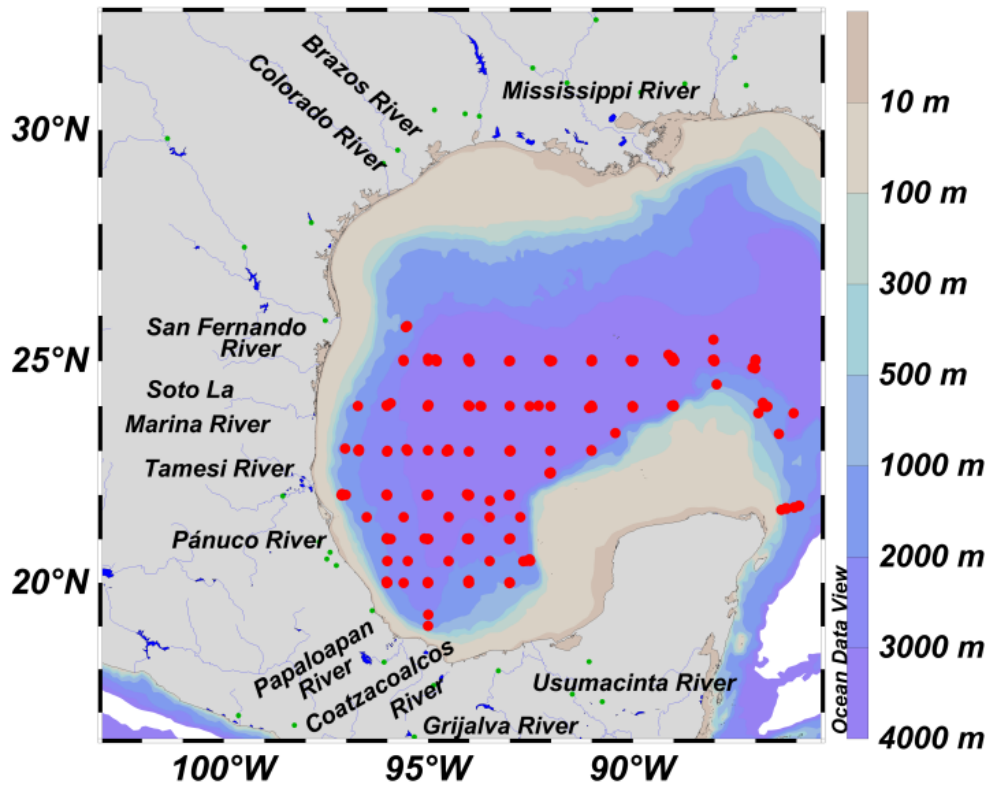 Brazos River
Colorado River
Mississippi River
30°N
San Fernando
River
25°N
Soto La
Marina River
Tamesi River
Pánuco River
20°N
Papaloapan
River
Coatzacoalcos
River
Usumacinta River
Grijalva River
100°W
95°W
90°W
10 m
100 m
300 m
500 m
1000 m
2000 m
3000 m
4000 m
Ocean Data View